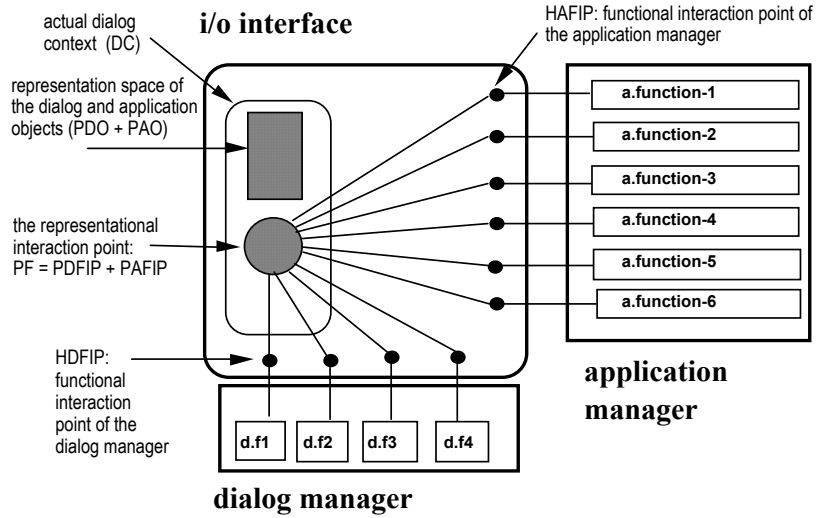 actual dialog
context (DC)
i/o interface
HAFIP: functional interaction point of
the application manager
representation space of
the dialog and application
objects (PDO + PAO)
a.function-1
a.function-2
a.function-3
a.function-4
a.function-5
a.function-6
the representational
interaction point:
PF = PDFIP + PAFIP
HDFIP:
functional
interaction
point of the
dialog manager
application
manager
d.f1
d.f2
d.f3
d.f4
dialog manager